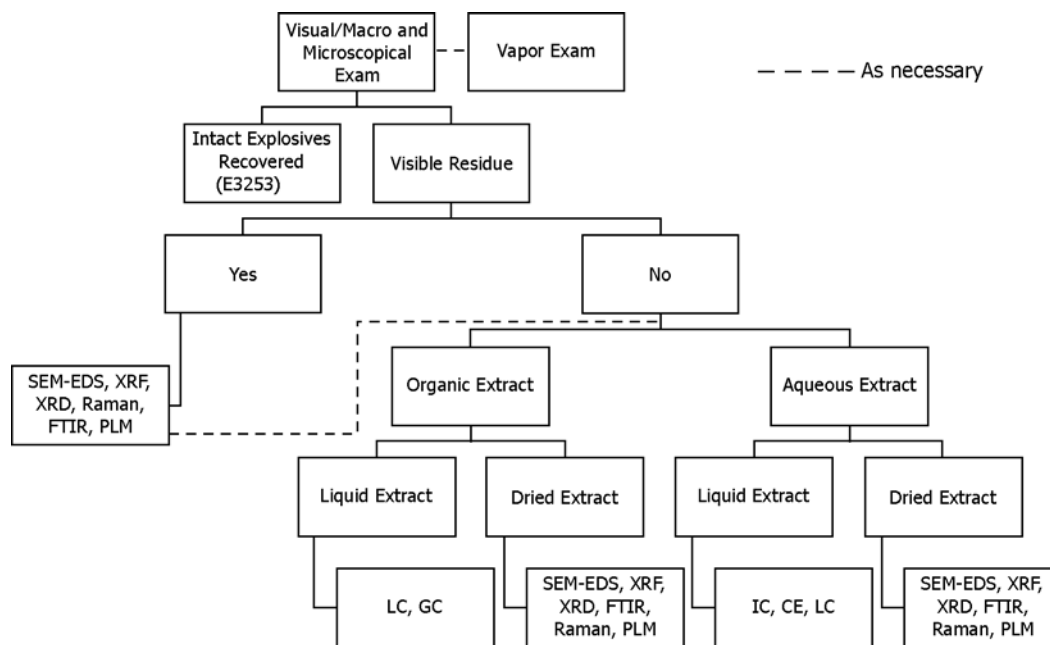 Visual/Macro and
Microscopical
Exam
Vapor Exam
As necessary
Intact Explosives
Recovered
(E3253)
Visible Residue
Yes
No
SEM-EDS, XRF,
XRD, Raman,
FTIR, PLM
Organic Extract
Aqueous Extract
Liquid Extract
Dried Extract
Liquid Extract
Dried Extract
LC, GC
SEM-EDS, XRF,
XRD, FTIR,
Raman, PLM
IC, CE, LC
SEM-EDS, XRF,
XRD, FTIR,
Raman, PLM